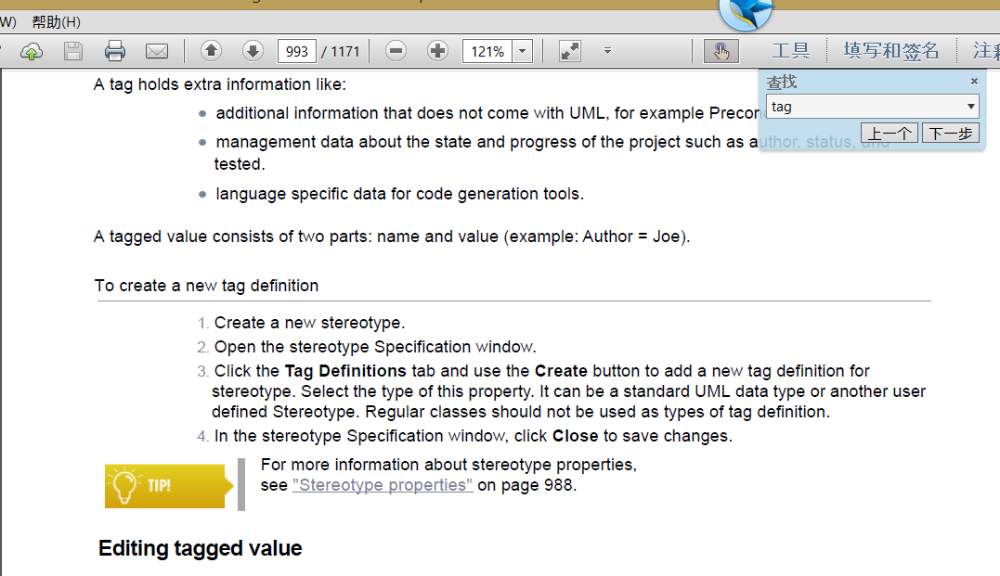 W) 帮助(H)
993 / 1171 121% 工具 填写和签名
查找
tag
上一个 下一步
A tag holds extra information like:
• additional information that does not come with UML, for example
• management data about the state and progress of the project such as author, status, and
tested.
• language specific data for code generation tools.
A tagged value consists of two parts: name and value (example: Author = Joe).
To create a new tag definition
1. Create a new stereotype.
2. Open the stereotype Specification window.
3. Click the Tag Definitions tab and use the Create button to add a new tag definition for
stereotype. Select the type of this property. It can be a standard UML data type or another user
defined Stereotype. Regular classes should not be used as types of tag definition.
4. In the stereotype Specification window, click Close to save changes.
TIP!
For more information about stereotype properties,
see "Stereotype properties" on page 988.
Editing tagged value